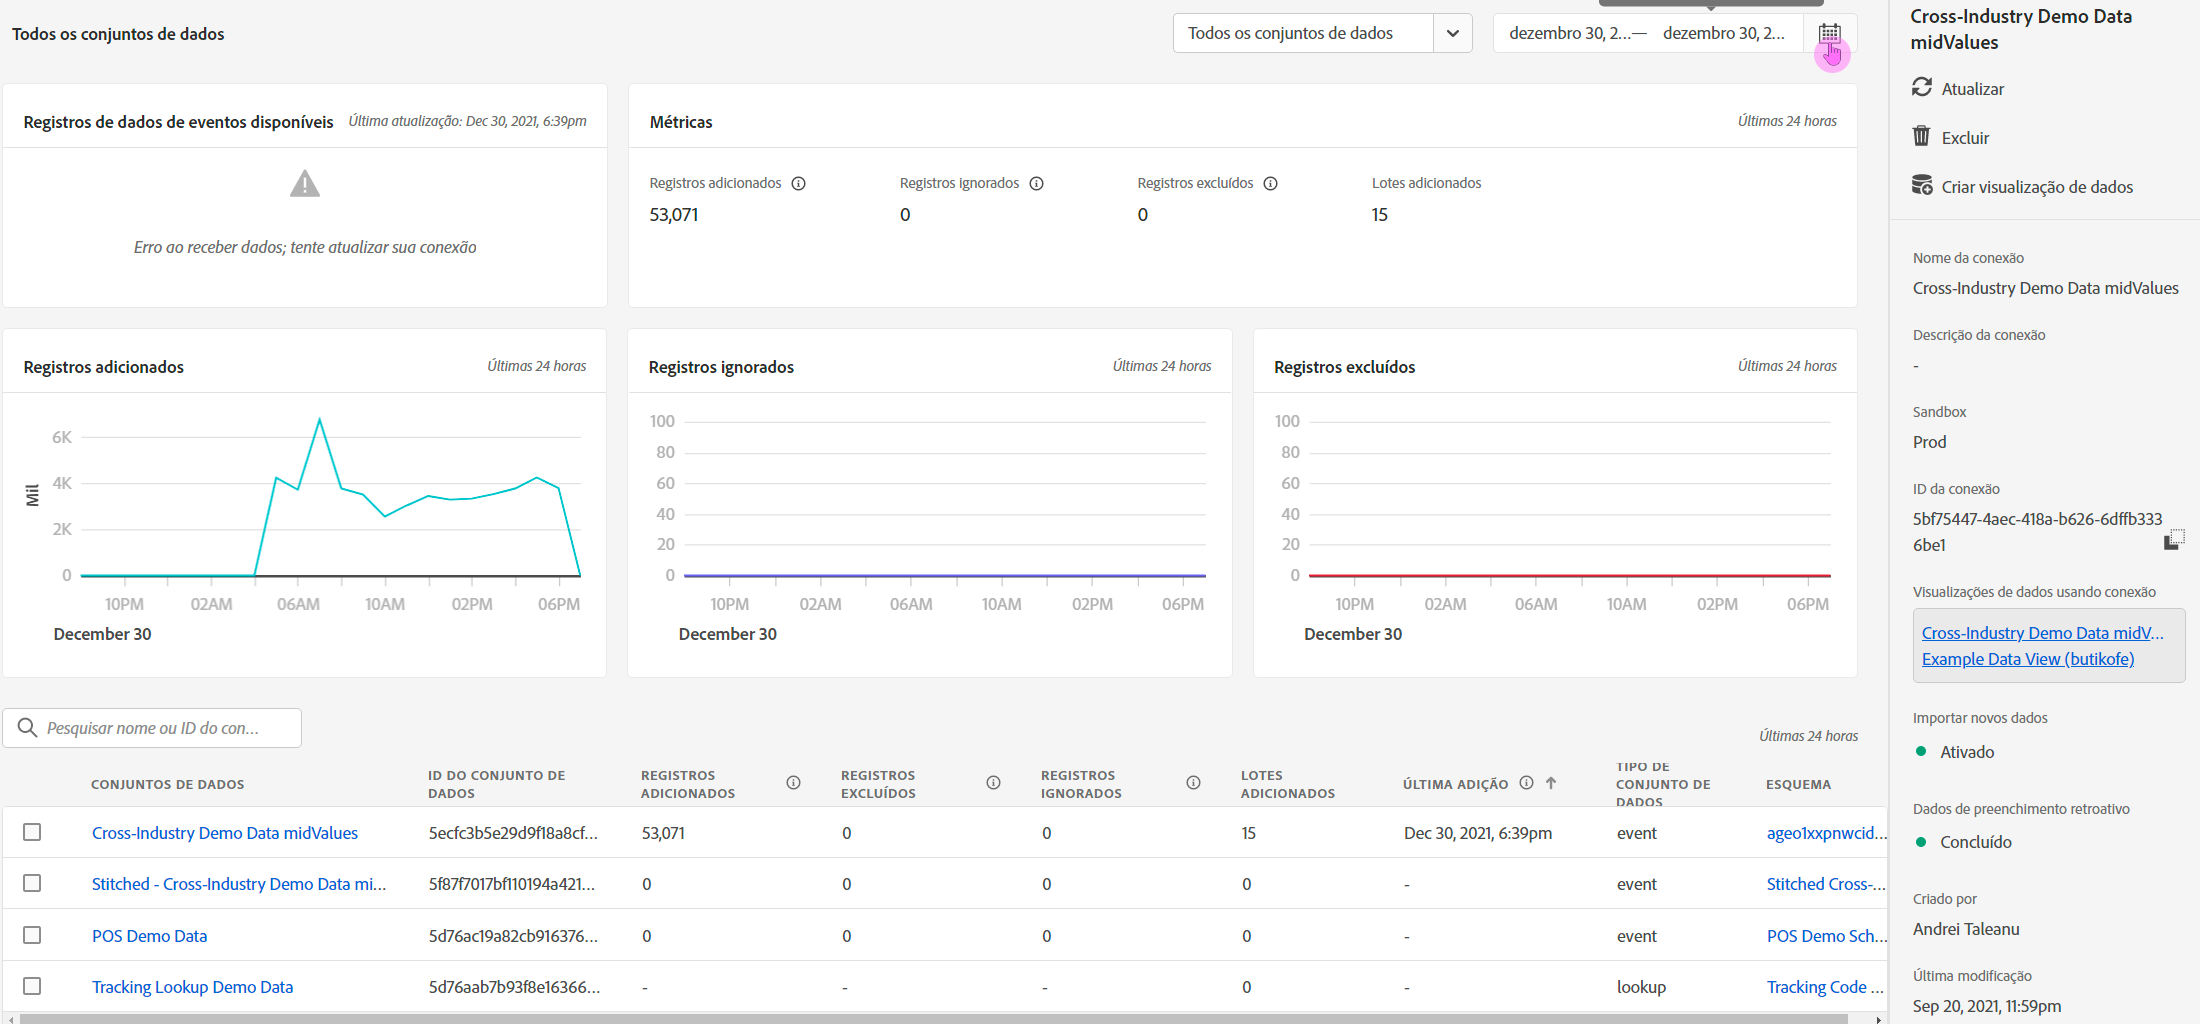 Todos os conjuntos de dados
Todos os conjuntos de dados
dezembro 30, 2...— dezembro 30, 2...
Registros de dados de eventos disponíveis
Última atualização: Dec 30, 2021, 6:39pm
Erro ao receber dados; tente atualizar sua conexão
Métricas
Últimas 24 horas
Registros adicionados
Registros ignorados
Registros excluídos
Lotes adicionados
53,071
0
0
15
Registros adicionados
Últimas 24 horas
6K
4K
2K
0
Mil
10PM 02AM 06AM 10AM 02PM 06PM
December 30
Registros ignorados
Últimas 24 horas
100
80
60
40
20
0
10PM 02AM 06AM 10AM 02PM 06PM
December 30
Registros excluídos
Últimas 24 horas
100
80
60
40
20
0
10PM 02AM 06AM 10AM 02PM 06PM
December 30
Pesquisar nome ou ID do con...
Últimas 24 horas
CONJUNTOS DE DADOS
ID DO CONJUNTO DE
DADOS
REGISTROS
ADICIONADOS
REGISTROS
EXCLUÍDOS
REGISTROS
IGNORADOS
LOTES
ADICIONADOS
ÚLTIMA ADIÇÃO
TIPO DE
CONJUNTO DE
DADOS
ESQUEMA
Cross-Industry Demo Data midValues 5ecfc3b5e29d9f18a8cf... 53,071 0 0 15 Dec 30, 2021, 6:39pm event ageo1xxpnwcid...
Stitched - Cross-Industry Demo Data mi... 5f87f7017bf110194a421... 0 0 0 0 - event Stitched Cross-...
POS Demo Data 5d76ac19a82cb916376... 0 0 0 0 - event POS Demo Sch...
Tracking Lookup Demo Data 5d76aab7b93f8e16366... - - - 0 - lookup Tracking Code ...
Cross-Industry Demo Data
midValues
Atualizar
Excluir
Criar visualização de dados
Nome da conexão
Cross-Industry Demo Data midValues
Descrição da conexão
-
Sandbox
Prod
ID da conexão
5bf75447-4aec-418a-b626-6dffb333
6be1
Visualizações de dados usando conexão
Cross-Industry Demo Data midV...
Example Data View (butikofe)
Importar novos dados
Ativado
Dados de preenchimento retroativo
Concluído
Criado por
Andrei Taleanu
Última modificação
Sep 20, 2021, 11:59pm